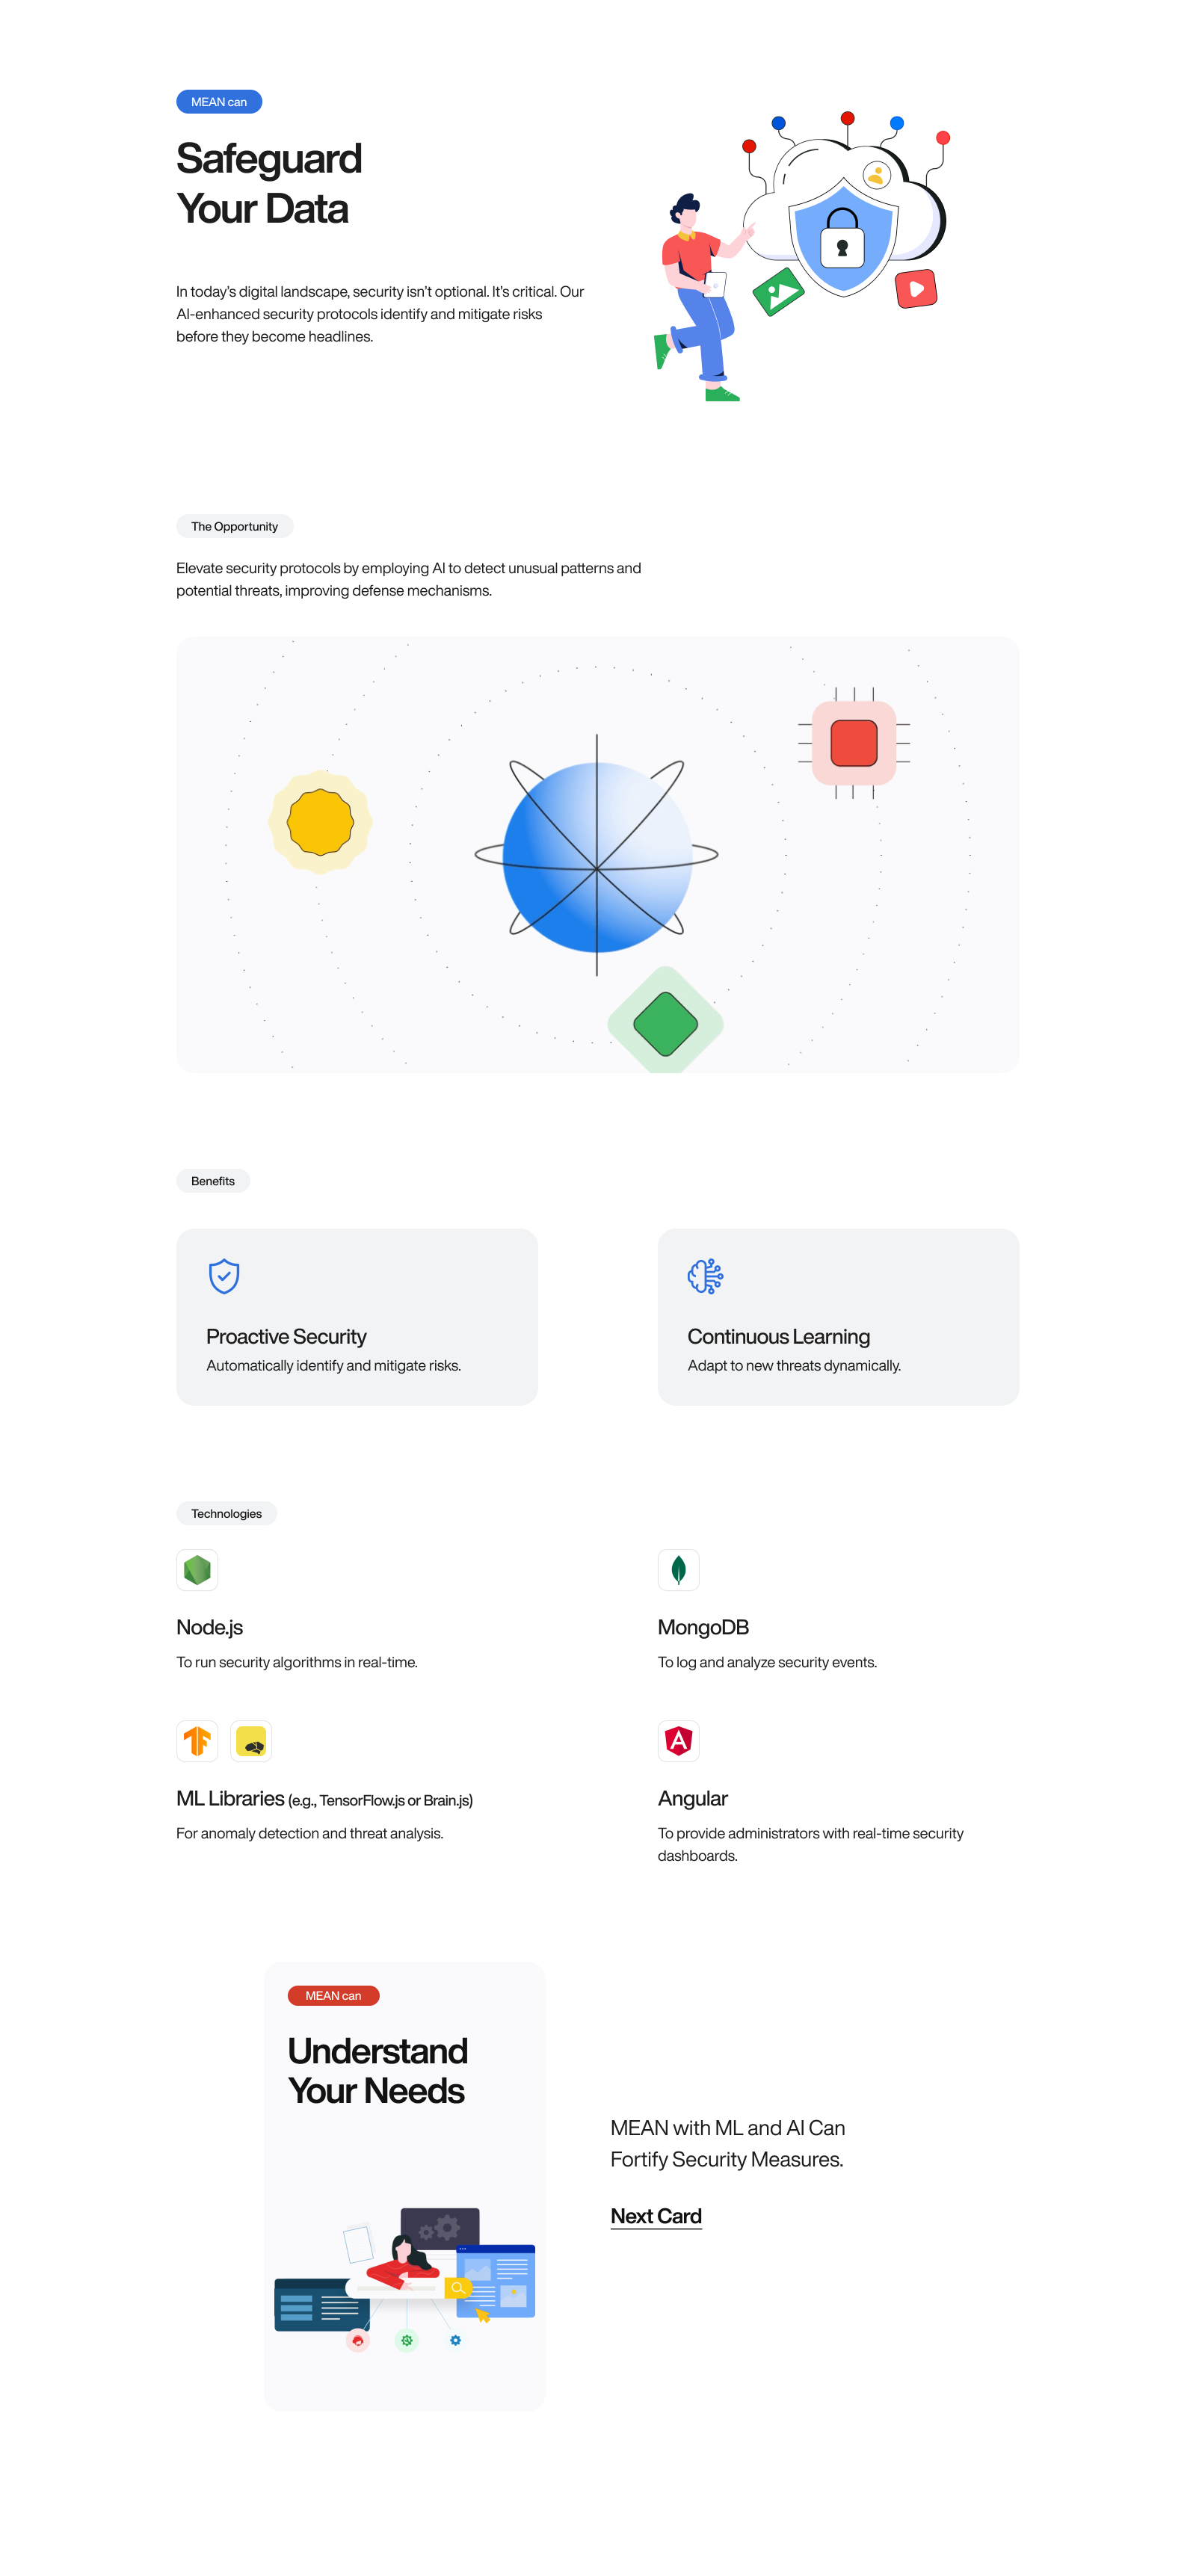 MEAN can
Safeguard
Your Data
In today’s digital landscape, security isn’t optional. It’s critical. Our
AI-enhanced security protocols identify and mitigate risks
before they become headlines.
The Opportunity
Elevate security protocols by employing AI to detect unusual patterns and
potential threats, improving defense mechanisms.
Benefits
Proactive Security
Automatically identify and mitigate risks.
Continuous Learning
Adapt to new threats dynamically.
Technologies
Node.js
To run security algorithms in real-time.
MongoDB
To log and analyze security events.
ML Libraries (e.g., TensorFlow.js or Brain.js)
For anomaly detection and threat analysis.
Angular
To provide administrators with real-time security
dashboards.
MEAN can
Understand
Your Needs
MEAN with ML and AI Can
Fortify Security Measures.
Next Card